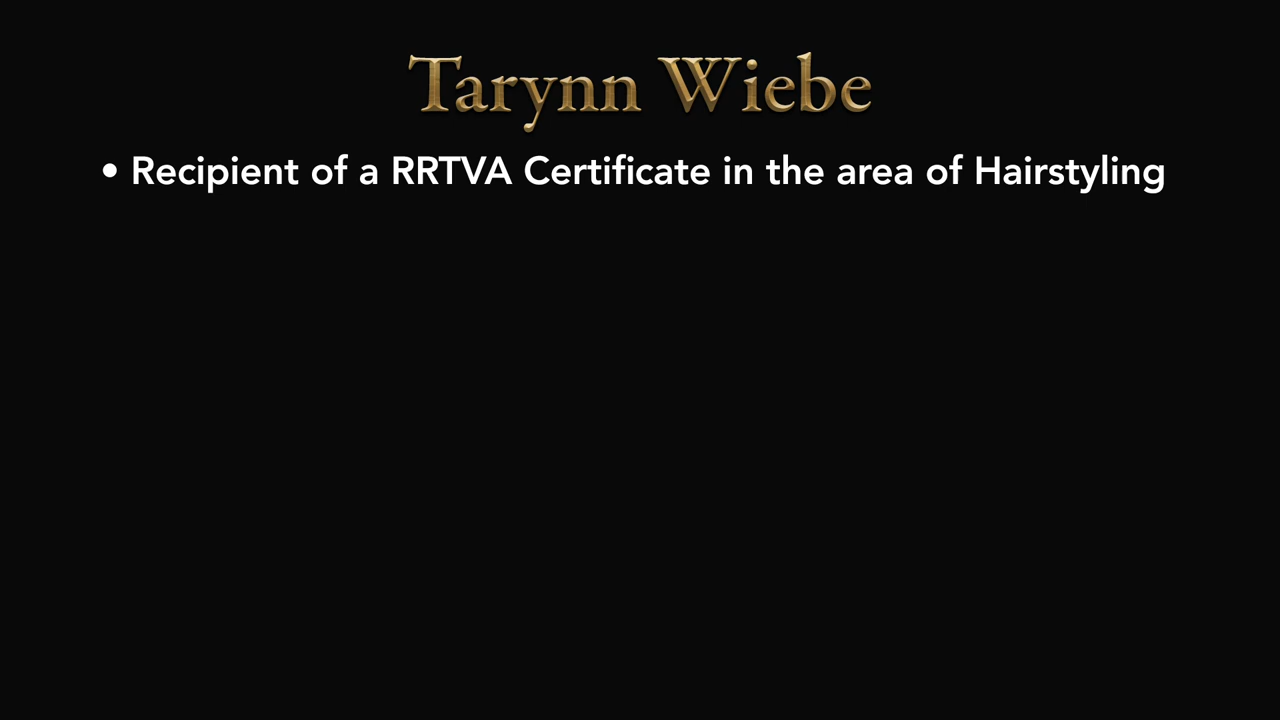 Tarynn Wiebe
• Recipient of a RRTVA Certificate in the area of Hairstyling